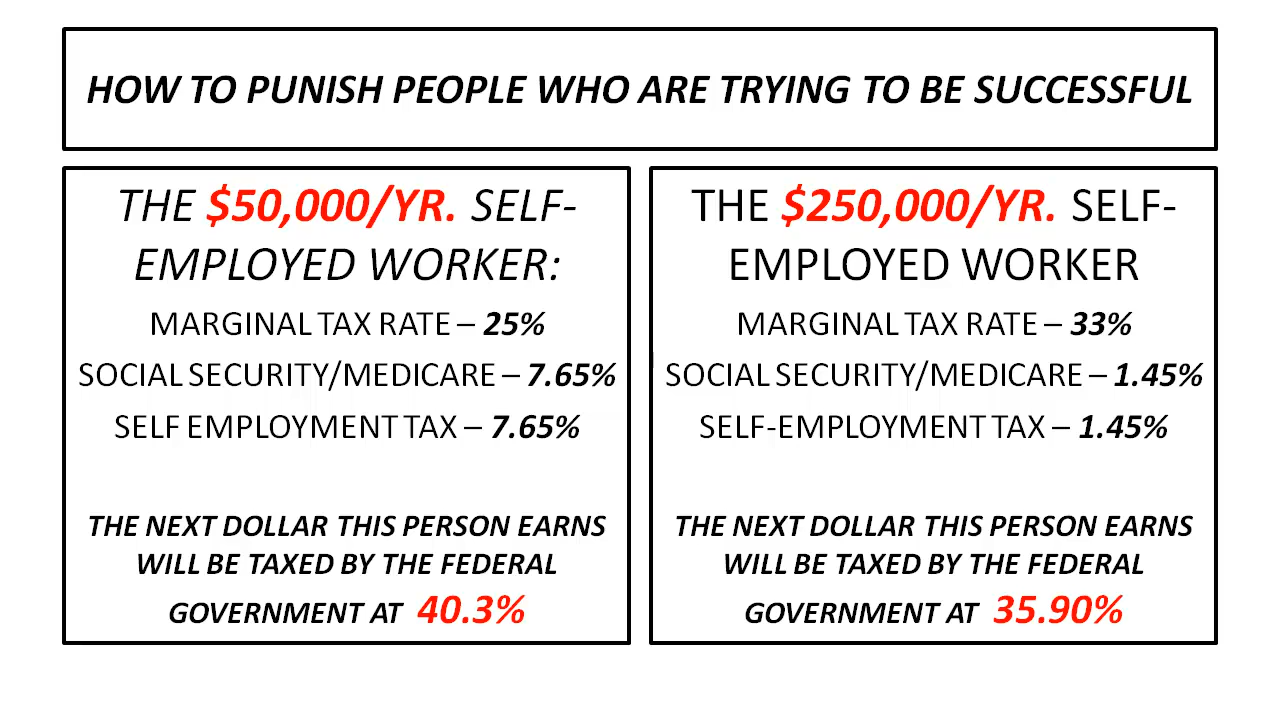 HOW TO PUNISH PEOPLE WHO ARE TRYING TO BE SUCCESSFUL
THE $50,000/YR. SELF-
EMPLOYED WORKER:
MARGINAL TAX RATE – 25%
SOCIAL SECURITY/MEDICARE – 7.65%
SELF EMPLOYMENT TAX – 7.65%
THE NEXT DOLLAR THIS PERSON EARNS
WILL BE TAXED BY THE FEDERAL
GOVERNMENT AT 40.3%
THE $250,000/YR. SELF-
EMPLOYED WORKER
MARGINAL TAX RATE – 33%
SOCIAL SECURITY/MEDICARE – 1.45%
SELF-EMPLOYMENT TAX – 1.45%
THE NEXT DOLLAR THIS PERSON EARNS
WILL BE TAXED BY THE FEDERAL
GOVERNMENT AT 35.90%